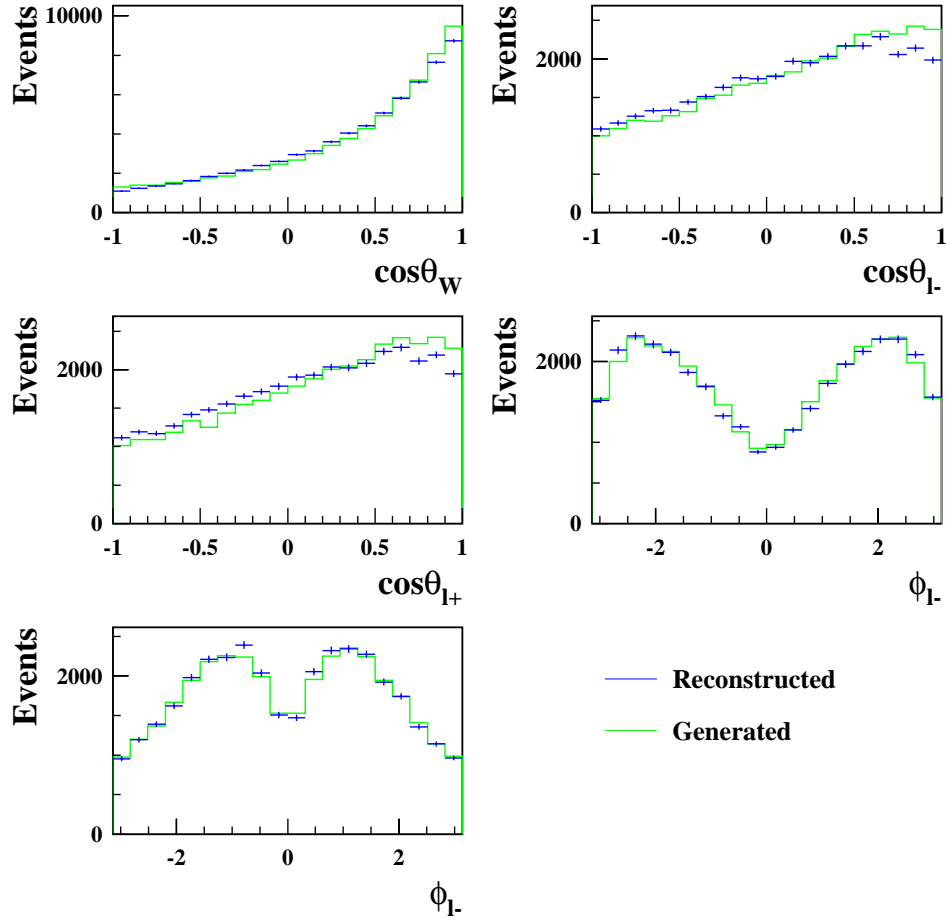 Events
10000
0
-1 -0.5 0 0.5 1
cosθW
Events
2000
0
-1 -0.5 0 0.5 1
cosθl-
Events
2000
0
-1 -0.5 0 0.5 1
cosθl+
Events
2000
0
-2 0 2
ϕl-
Events
2000
0
-2 0 2
ϕl-
Reconstructed
Generated